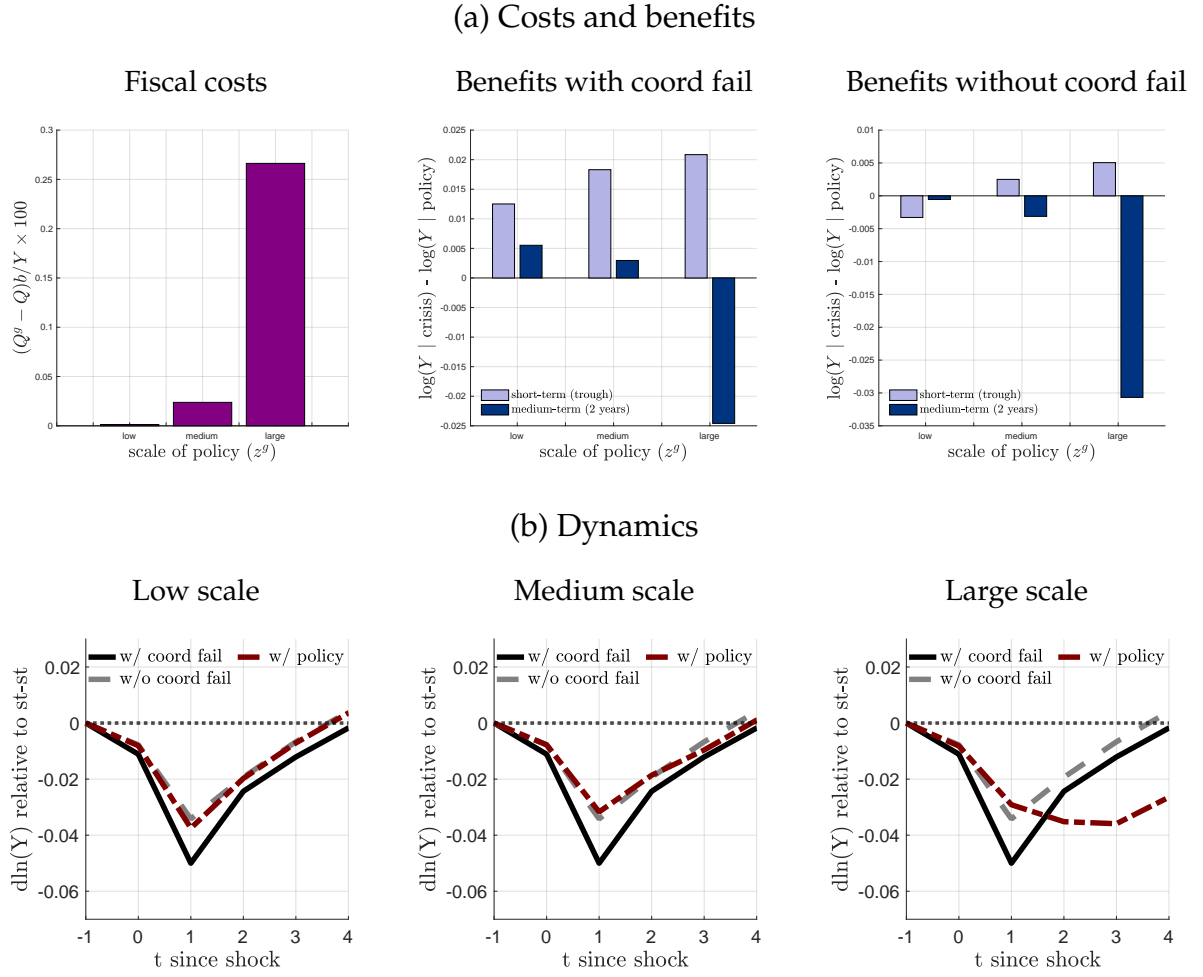 (a) Costs and benefits
Fiscal costs
(Q^g − Q)b/Y × 100
0.3
0.25
0.2
0.15
0.1
0.05
0
low medium large
scale of policy (z^g)
Benefits with coord fail
log(Y | crisis) - log(Y | policy)
0.025
0.02
0.015
0.01
0.005
0
-0.005
-0.01
-0.015
-0.02
-0.025
short-term (trough)
medium-term (2 years)
low medium large
scale of policy (z^g)
Benefits without coord fail
log(Y | crisis) - log(Y | policy)
0.01
0.005
0
-0.005
-0.01
-0.015
-0.02
-0.025
-0.03
-0.035
short-term (trough)
medium-term (2 years)
low medium large
scale of policy (z^g)
(b) Dynamics
Low scale
dln(Y) relative to st-st
w/ coord fail w/ policy
w/o coord fail
0.02
0
-0.02
-0.04
-0.06
-1 0 1 2 3 4
t since shock
Medium scale
dln(Y) relative to st-st
w/ coord fail w/ policy
w/o coord fail
0.02
0
-0.02
-0.04
-0.06
-1 0 1 2 3 4
t since shock
Large scale
dln(Y) relative to st-st
w/ coord fail w/ policy
w/o coord fail
0.02
0
-0.02
-0.04
-0.06
-1 0 1 2 3 4
t since shock